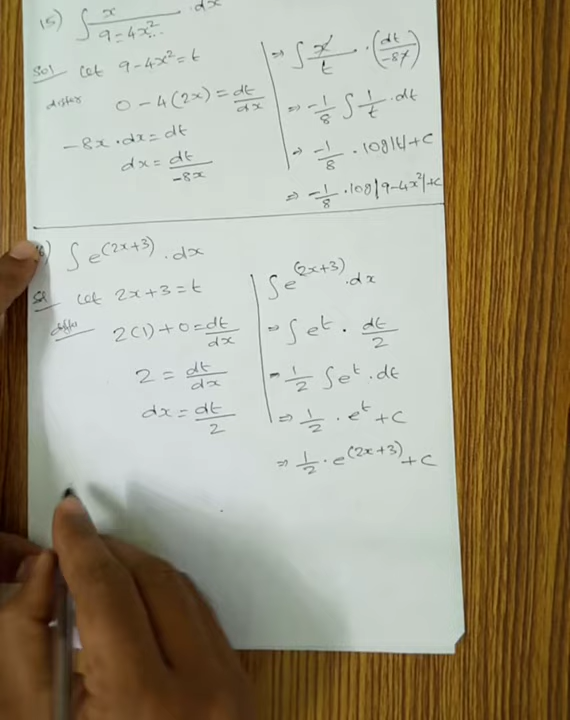 15) ∫ x / 9-4x² . dx
Sol let 9-4x² = t
0 - 4(2x) = dt/dx
-8x . dx = dt
dx = dt/-8x
⇒ ∫ x/t . (dt/-8x)
⇒ -1/8 ∫ 1/t . dt
⇒ -1/8 . log|t| + c
⇒ -1/8 . log|9-4x²| + c
∫ e^(2x+3) . dx
Sol let 2x+3 = t
2(1) + 0 = dt/dx
2 = dt/dx
dx = dt/2
∫ e^(2x+3) . dx
⇒ ∫ e^t . dt/2
= 1/2 ∫ e^t . dt
⇒ 1/2 . e^t + c
⇒ 1/2 . e^(2x+3) + c